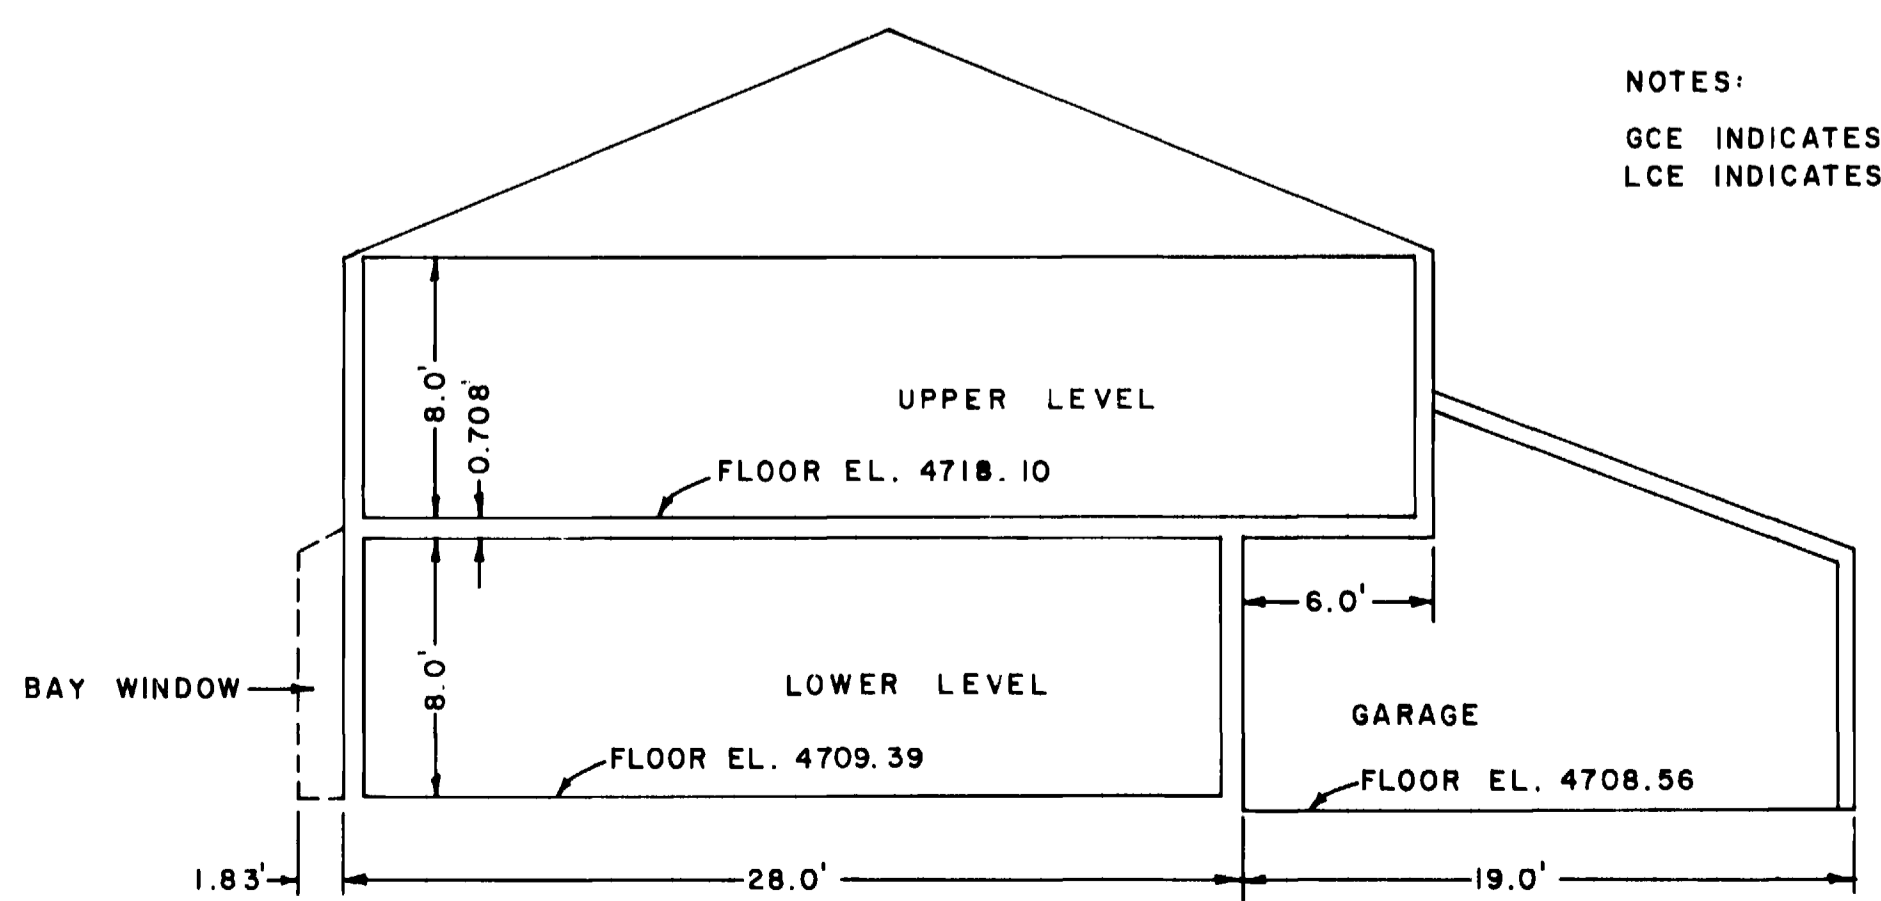 NOTES:
GCE INDICATES
LCE INDICATES
8.0'
0.708'
UPPER LEVEL
FLOOR EL. 4718.10
6.0'
8.0'
BAY WINDOW
LOWER LEVEL
GARAGE
FLOOR EL. 4709.39
FLOOR EL. 4708.56
1.83'
28.0'
19.0'